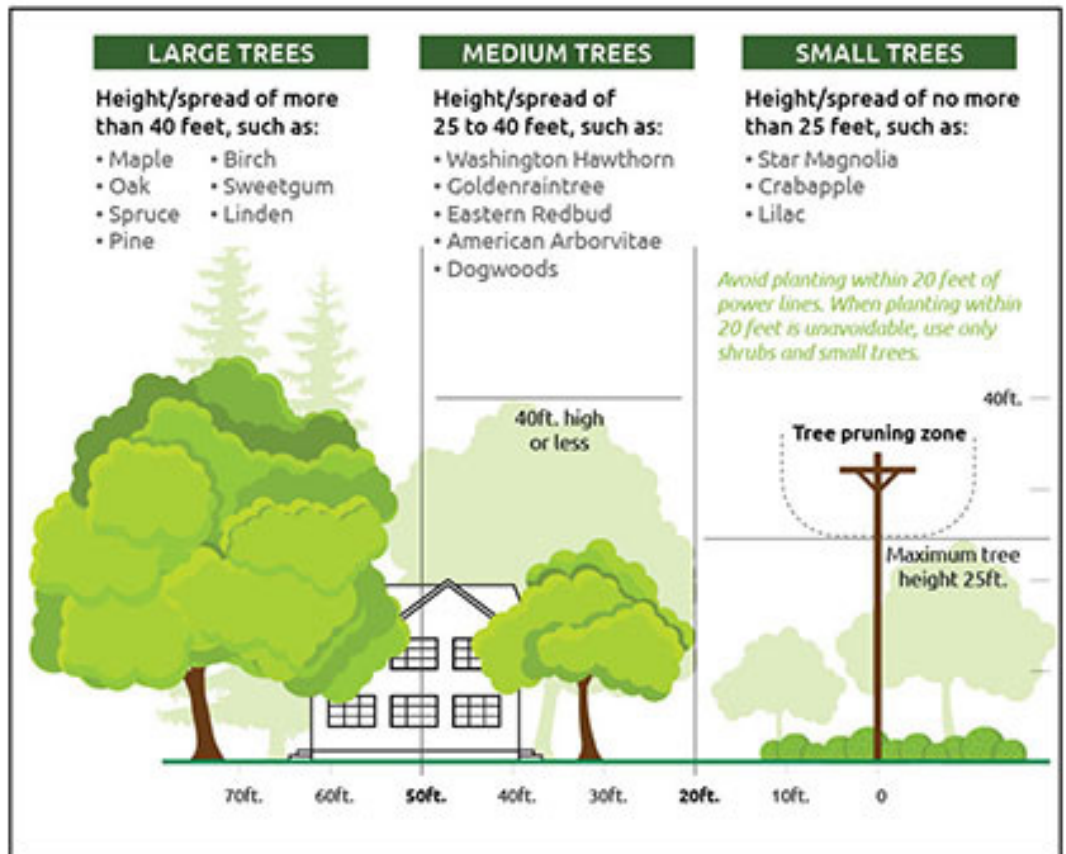 LARGE TREES
Height/spread of more
than 40 feet, such as:
• Maple
• Oak
• Spruce
• Pine
• Birch
• Sweetgum
• Linden
MEDIUM TREES
Height/spread of
25 to 40 feet, such as:
• Washington Hawthorn
• Goldenraintree
• Eastern Redbud
• American Arborvitae
• Dogwoods
SMALL TREES
Height/spread of no more
than 25 feet, such as:
• Star Magnolia
• Crabapple
• Lilac
Avoid planting within 20 feet of
power lines. When planting within
20 feet is unavoidable, use only
shrubs and small trees.
40ft. high
or less
40ft.
Tree pruning zone
Maximum tree
height 25ft.
70ft. 60ft. 50ft. 40ft. 30ft. 20ft. 10ft. 0